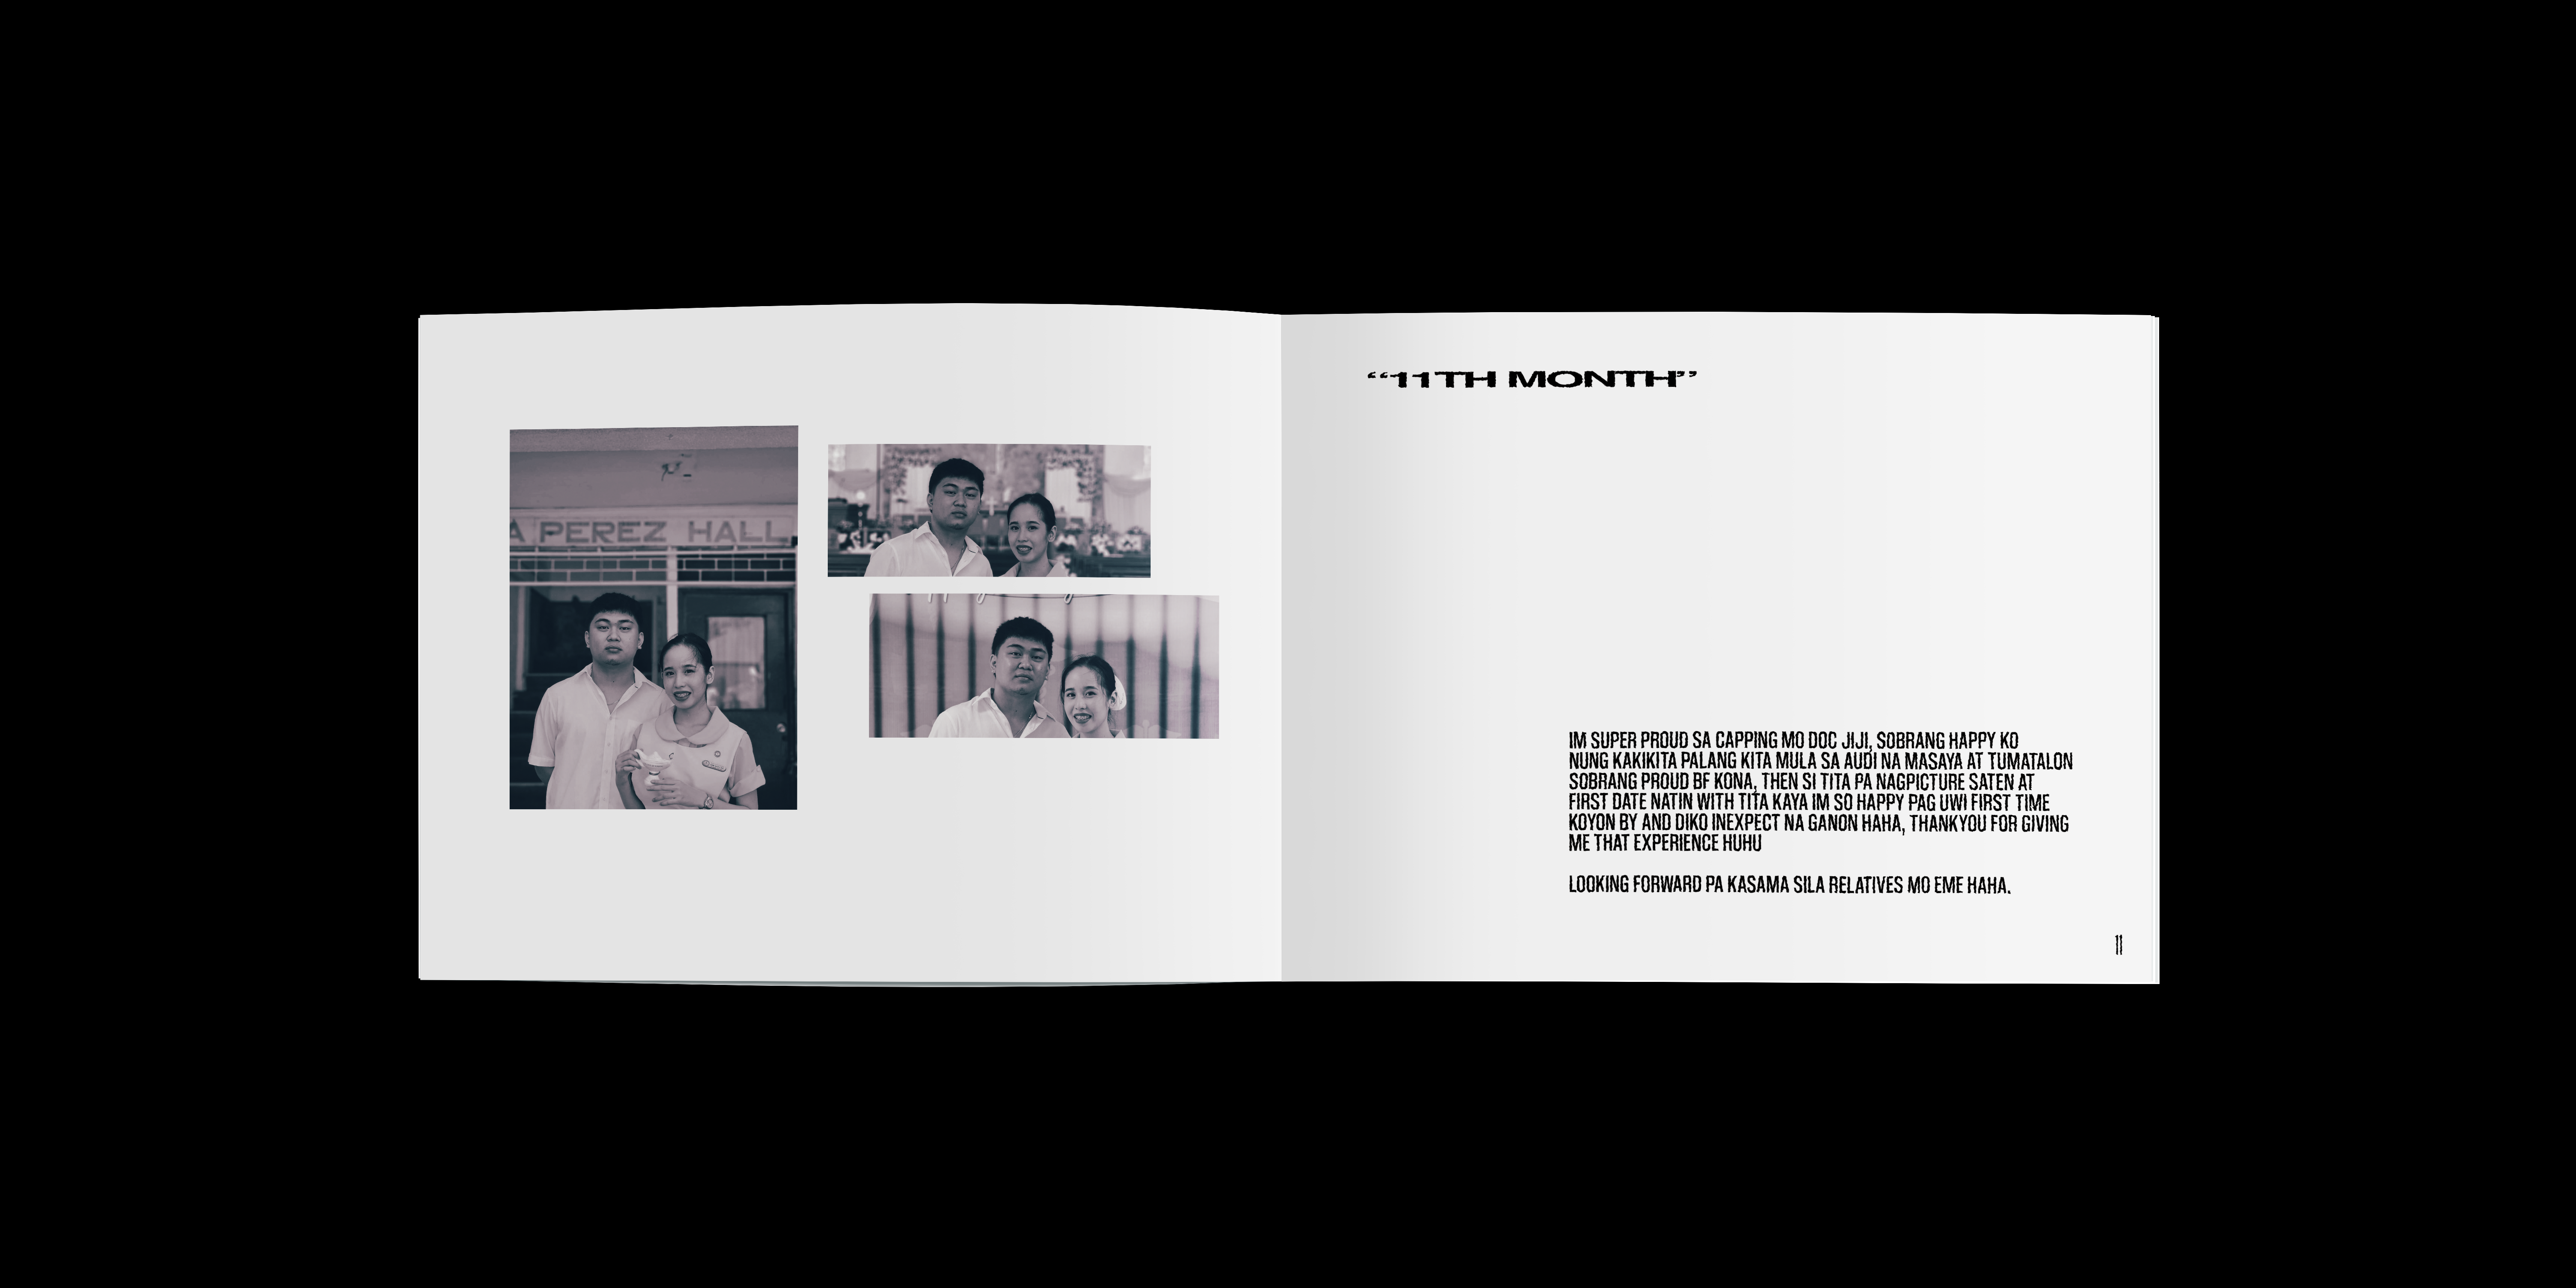 A PEREZ HALL
“11TH MONTH”
IM SUPER PROUD SA CAPPING MO DOC JIJI, SOBRANG HAPPY KO
NUNG KAKIKITA PALANG KITA MULA SA AUDI NA MASAYA AT TUMATALON
SOBRANG PROUD BF KONA, THEN SI TITA PA NAGPICTURE SATEN AT
FIRST DATE NATIN WITH TITA KAYA IM SO HAPPY PAG UWI FIRST TIME
KOYON BY AND DIKO INEXPECT NA GANON HAHA, THANKYOU FOR GIVING
ME THAT EXPERIENCE HUHU
LOOKING FORWARD PA KASAMA SILA RELATIVES MO EME HAHA.
11